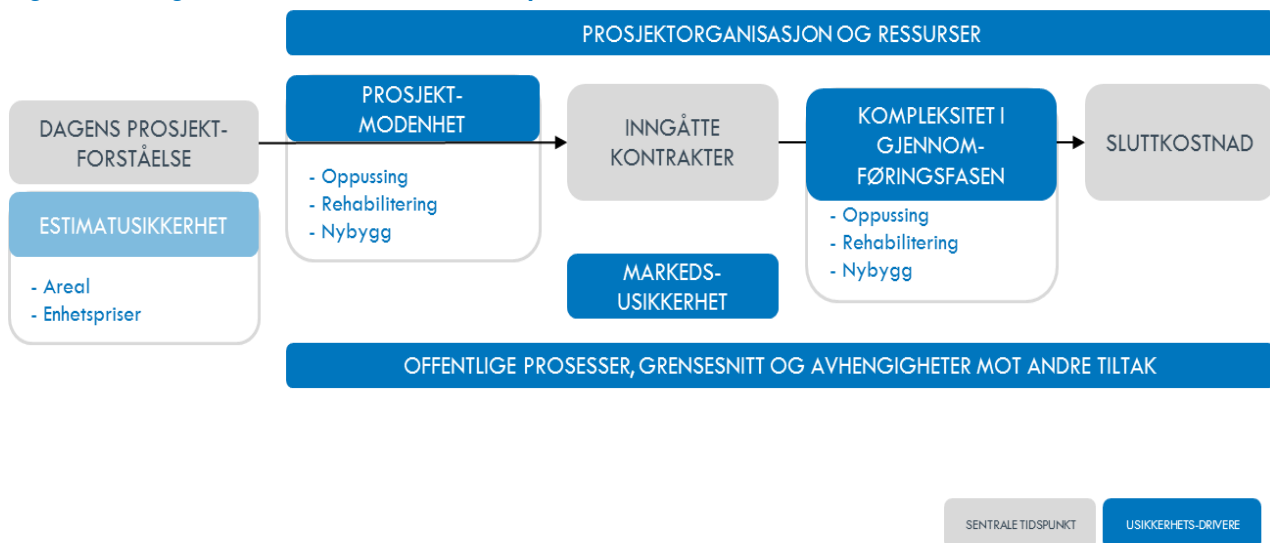 PROSJEKTORGANISASJON OG RESSURSER
DAGENS PROSJEKT-
FORSTÅELSE
ESTIMATUSIKKERHET
- Areal
- Enhetspriser
PROSJEKT-
MODENHET
- Oppussing
- Rehabilitering
- Nybygg
INNGÅTTE
KONTRAKTER
MARKEDS-
USIKKERHET
KOMPLEKSITET I
GJENNOM-
FØRINGSFASEN
- Oppussing
- Rehabilitering
- Nybygg
SLUTTKOSTNAD
OFFENTLIGE PROSESSER, GRENSESNITT OG AVHENGIGHETER MOT ANDRE TILTAK
SENTRALE TIDSPUNKT
USIKKERHETS-DRIVERE